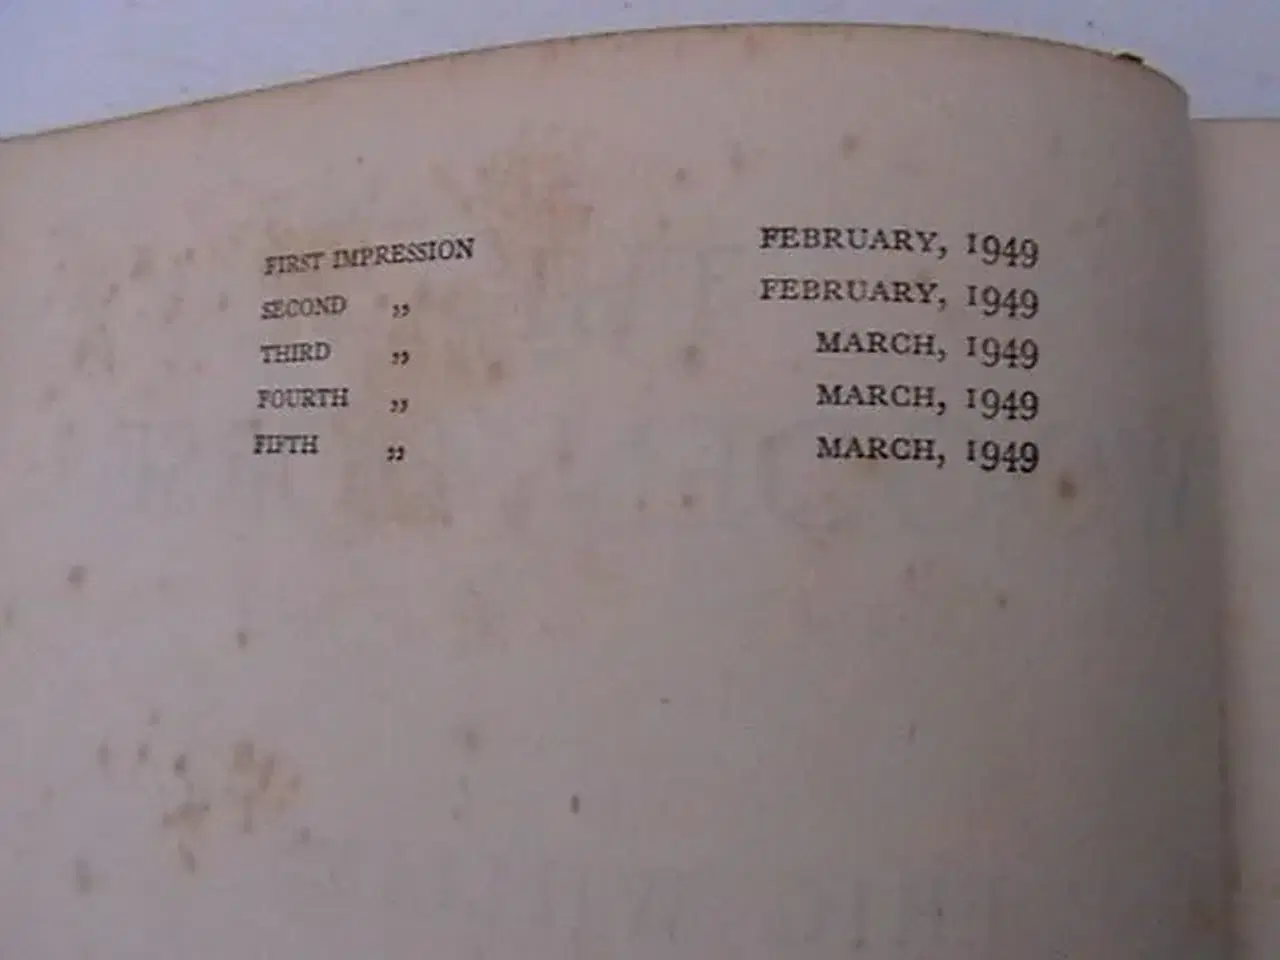 FIRST IMPRESSION FEBRUARY, 1949
SECOND ,, FEBRUARY, 1949
THIRD ,, MARCH, 1949
FOURTH ,, MARCH, 1949
FIFTH ,, MARCH, 1949